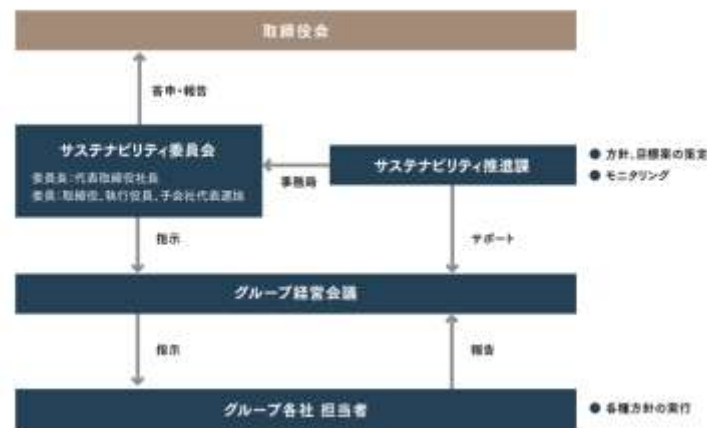 取締役会
答申・報告
サステナビリティ委員会
委員長:代表取締役社長
委員:取締役、執行役員、子会社代表
事務局
サステナビリティ推進課
● 方針、目標案の策定
● モニタリング
指示
サポート
グループ経営会議
指示
報告
グループ各社 担当者
● 各種方針の実行